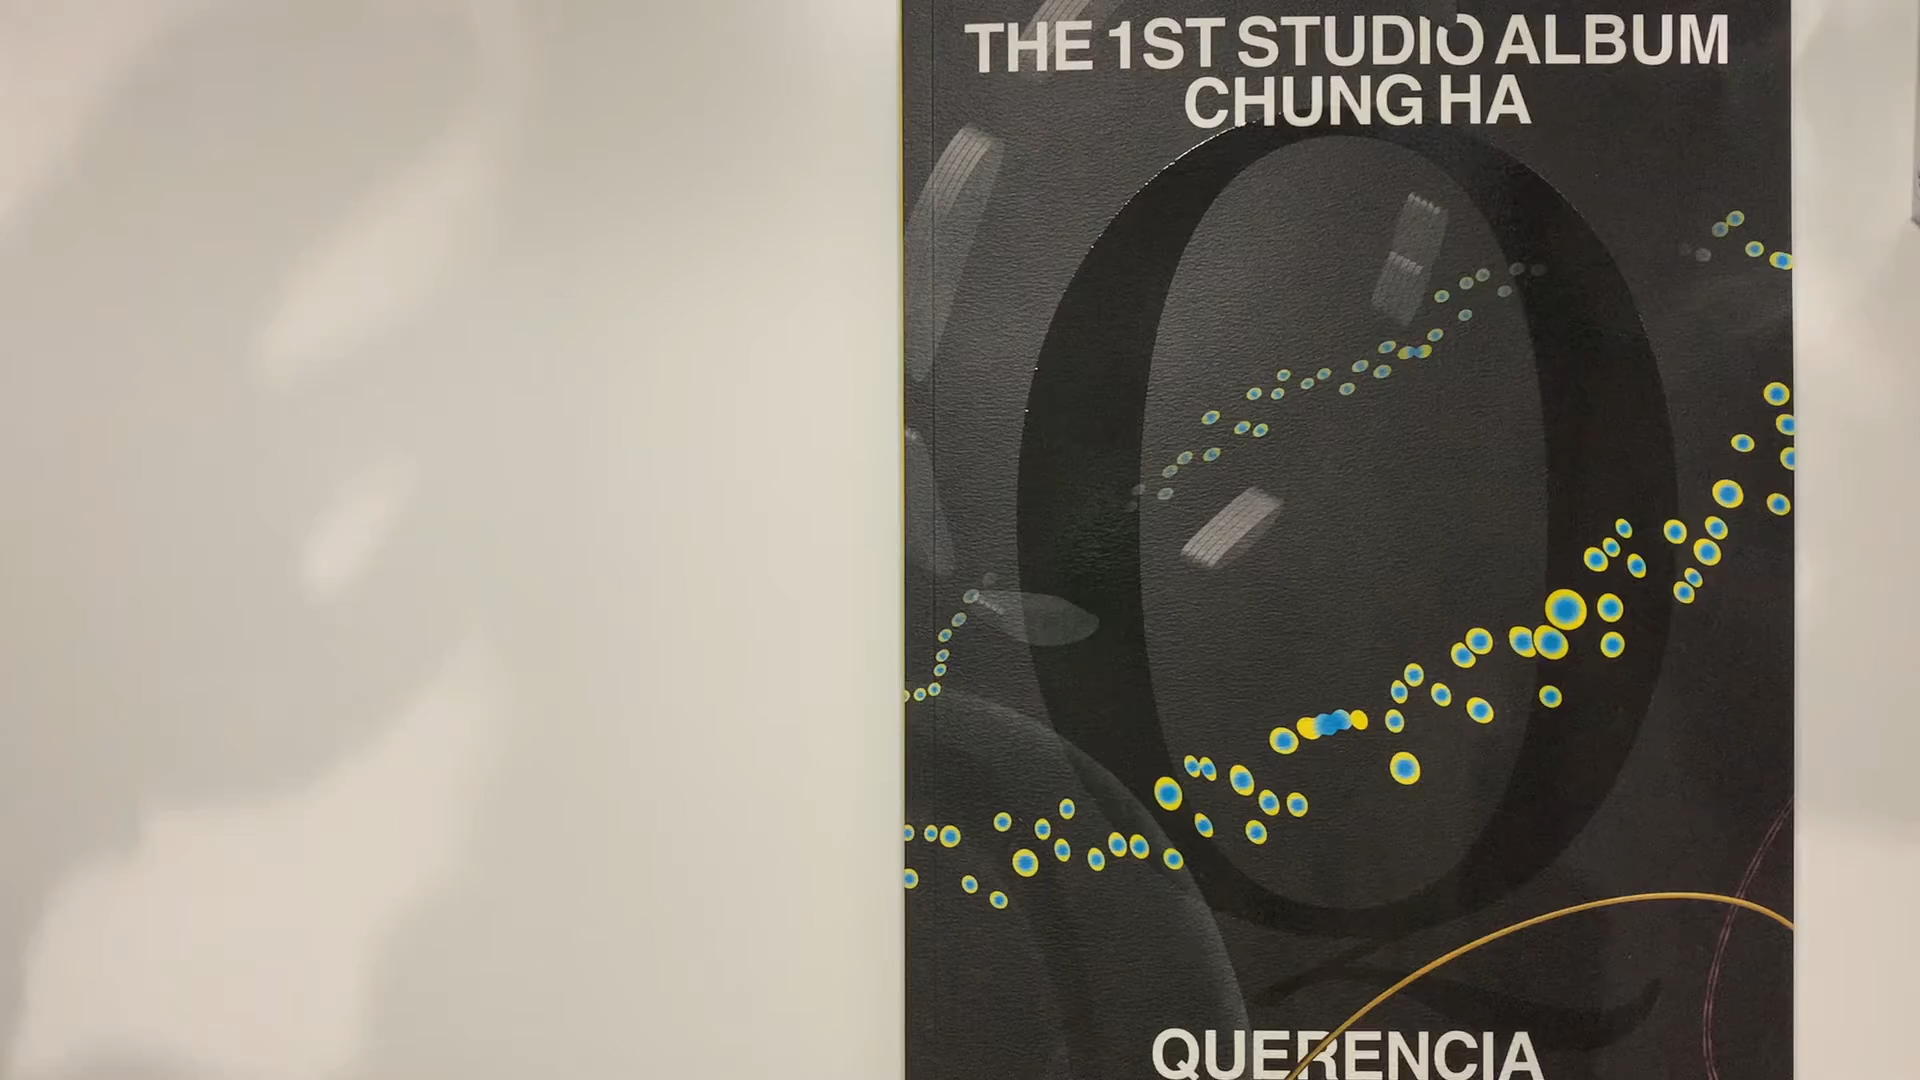 THE 1ST STUDIO ALBUM
CHUNG HA
Q
QUERENCIA